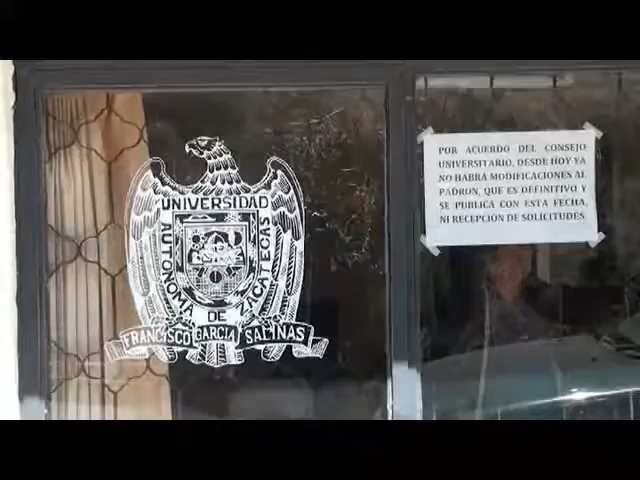 UNIVERSIDAD
AUTÓNOMA
DE
ZACATECAS
FRANCISCO GARCIA SALINAS
POR ACUERDO DEL CONSEJO
UNIVERSITARIO, DESDE HOY YA
NO HABRÁ MODIFICACIONES AL
PADRÓN, QUE ES DEFINITIVO Y
SE PUBLICA CON ESTA FECHA,
NI RECEPCIÓN DE SOLICITUDES